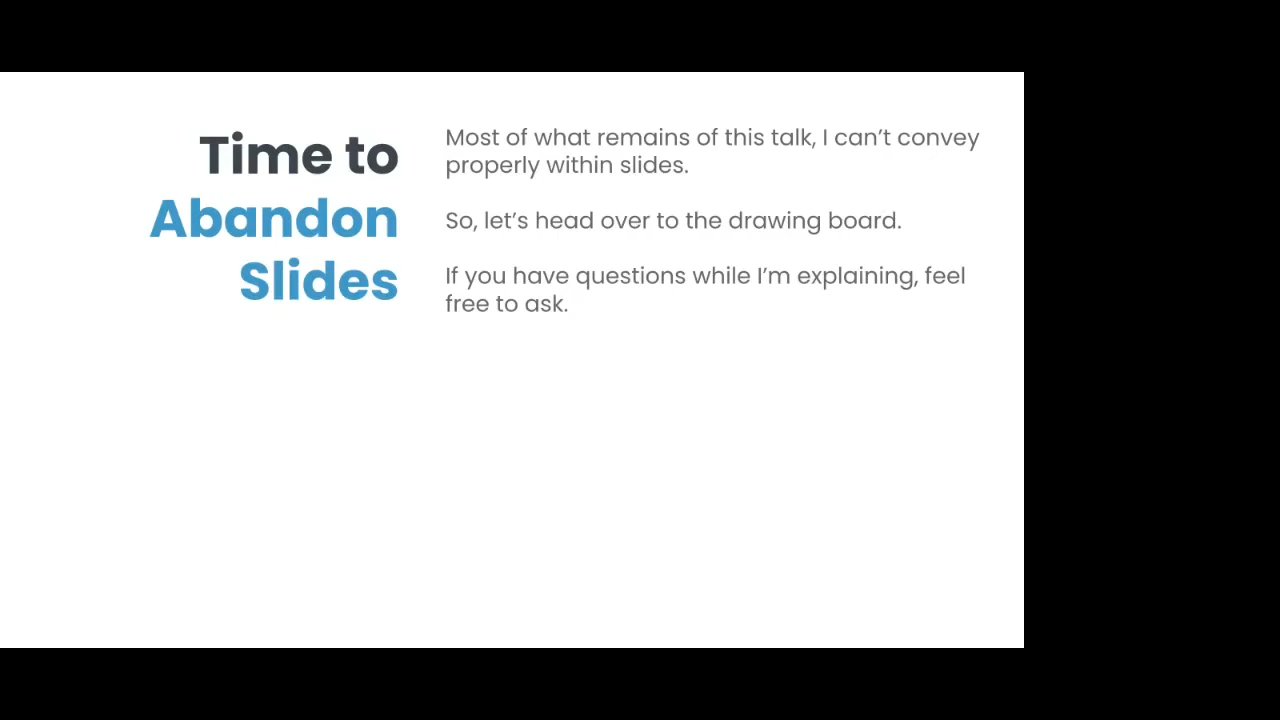 Time to
Abandon
Slides
Most of what remains of this talk, I can’t convey
properly within slides.
So, let’s head over to the drawing board.
If you have questions while I’m explaining, feel
free to ask.